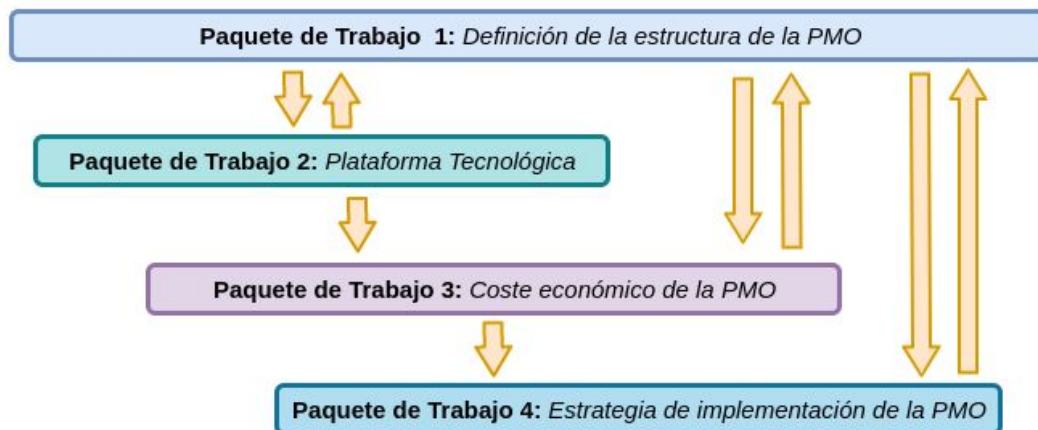 Paquete de Trabajo 1: Definición de la estructura de la PMO
Paquete de Trabajo 2: Plataforma Tecnológica
Paquete de Trabajo 3: Coste económico de la PMO
Paquete de Trabajo 4: Estrategia de implementación de la PMO